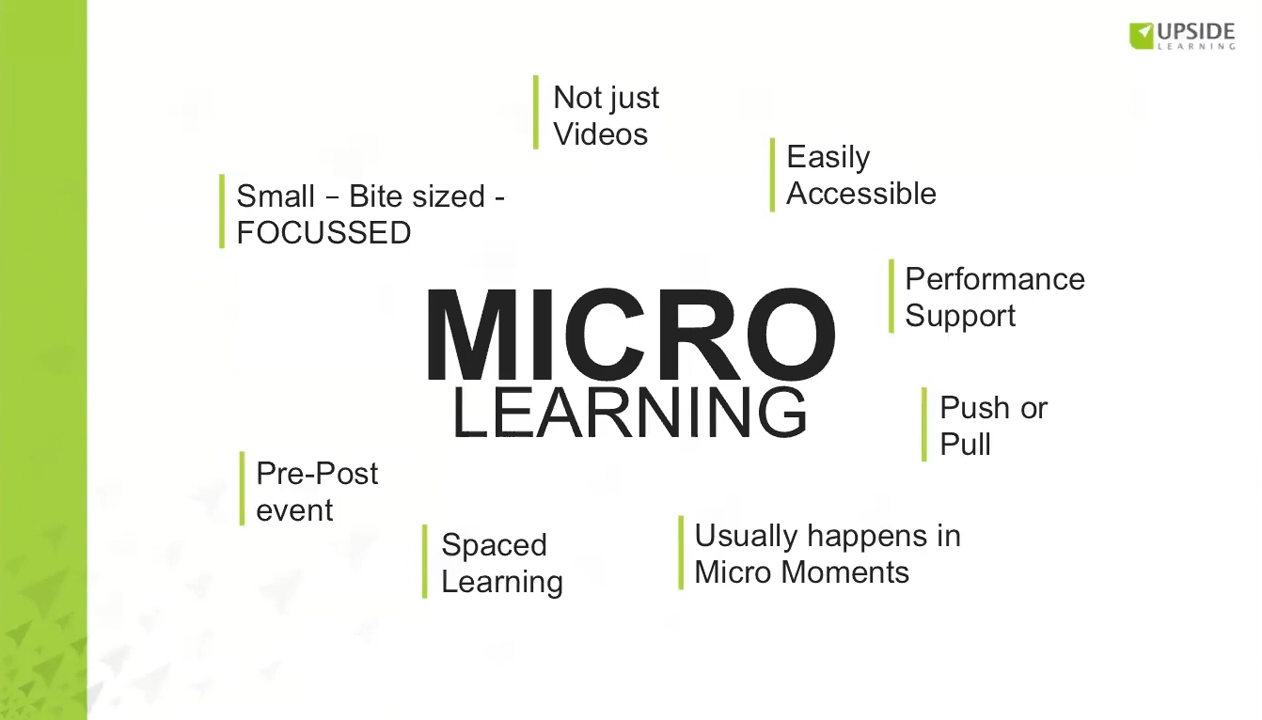 UPSIDE
LEARNING
Not just
Videos
Easily
Accessible
Small – Bite sized -
FOCUSSED
Performance
Support
MICRO
LEARNING
Push or
Pull
Pre-Post
event
Spaced
Learning
Usually happens in
Micro Moments